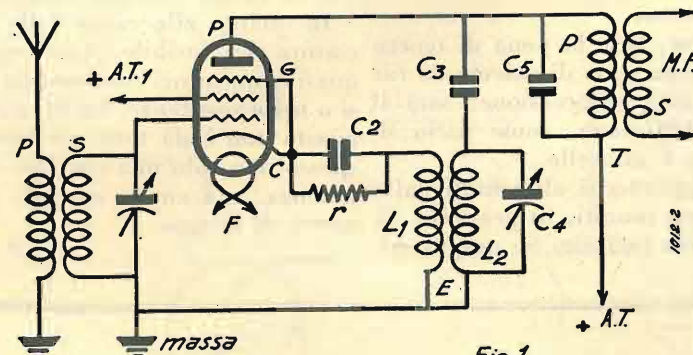 P
G
C3
C5
P
M.F.
S
+ A.T.1
P
S
C2
C
r
F
L1
L2
C4
T
E
1012-2
+ A.T.
massa
Fig. 1